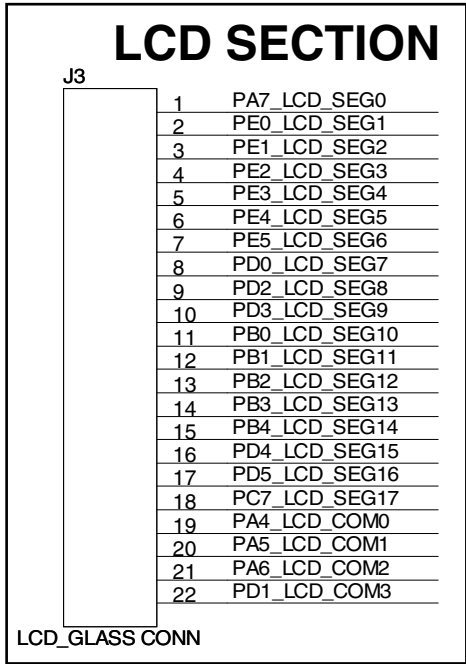 LCD SECTION
J3
1 PA7_LCD_SEG0
2 PE0_LCD_SEG1
3 PE1_LCD_SEG2
4 PE2_LCD_SEG3
5 PE3_LCD_SEG4
6 PE4_LCD_SEG5
7 PE5_LCD_SEG6
8 PD0_LCD_SEG7
9 PD2_LCD_SEG8
10 PD3_LCD_SEG9
11 PB0_LCD_SEG10
12 PB1_LCD_SEG11
13 PB2_LCD_SEG12
14 PB3_LCD_SEG13
15 PB4_LCD_SEG14
16 PD4_LCD_SEG15
17 PD5_LCD_SEG16
18 PC7_LCD_SEG17
19 PA4_LCD_COM0
20 PA5_LCD_COM1
21 PA6_LCD_COM2
22 PD1_LCD_COM3
LCD_GLASS CONN